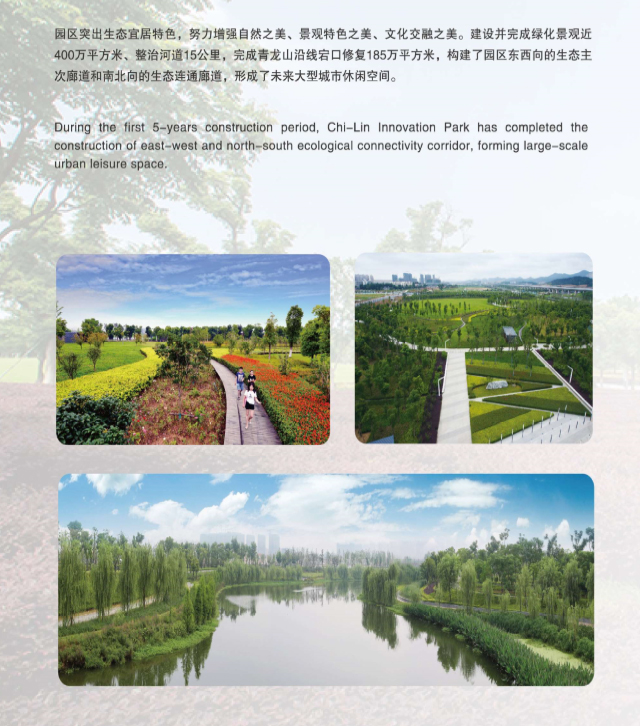 园区突出生态宜居特色，努力增强自然之美、景观特色之美、文化交融之美。建设并完成绿化景观近
400万平方米、整治河道15公里，完成青龙山沿线宕口修复185万平方米，构建了园区东西向的生态主
次廊道和南北向的生态连通廊道，形成了未来大型城市休闲空间。
During the first 5-years construction period, Chi-Lin Innovation Park has completed the
construction of east-west and north-south ecological connectivity corridor, forming large-scale
urban leisure space.